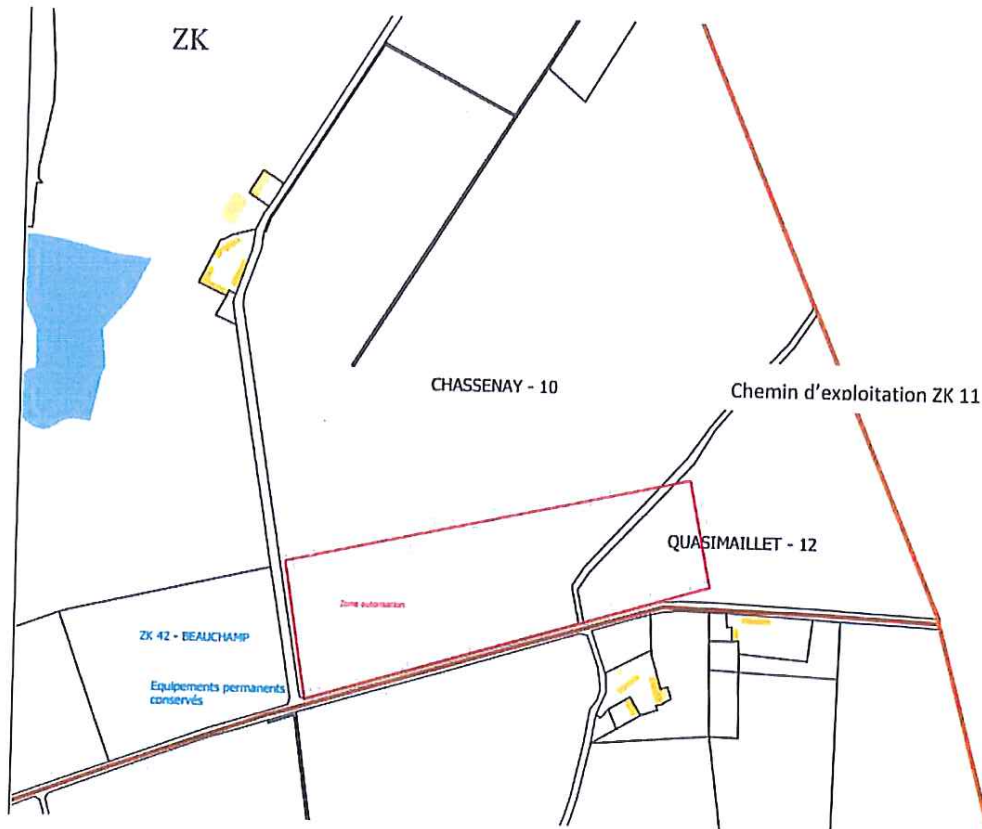 ZK
CHASSENAY - 10
Chemin d'exploitation ZK 11
QUASIMAILLET - 12
Zone autorisation
ZK 42 - BEAUCHAMP
Equipements permanents
conservés